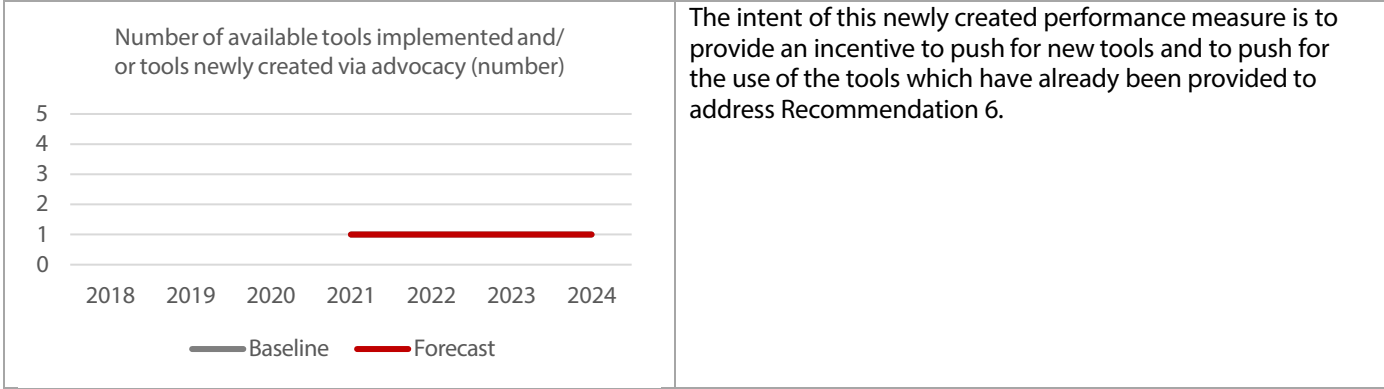 Number of available tools implemented and/
or tools newly created via advocacy (number)
5
4
3
2
1
0
2018 2019 2020 2021 2022 2023 2024
Baseline Forecast
The intent of this newly created performance measure is to
provide an incentive to push for new tools and to push for
the use of the tools which have already been provided to
address Recommendation 6.